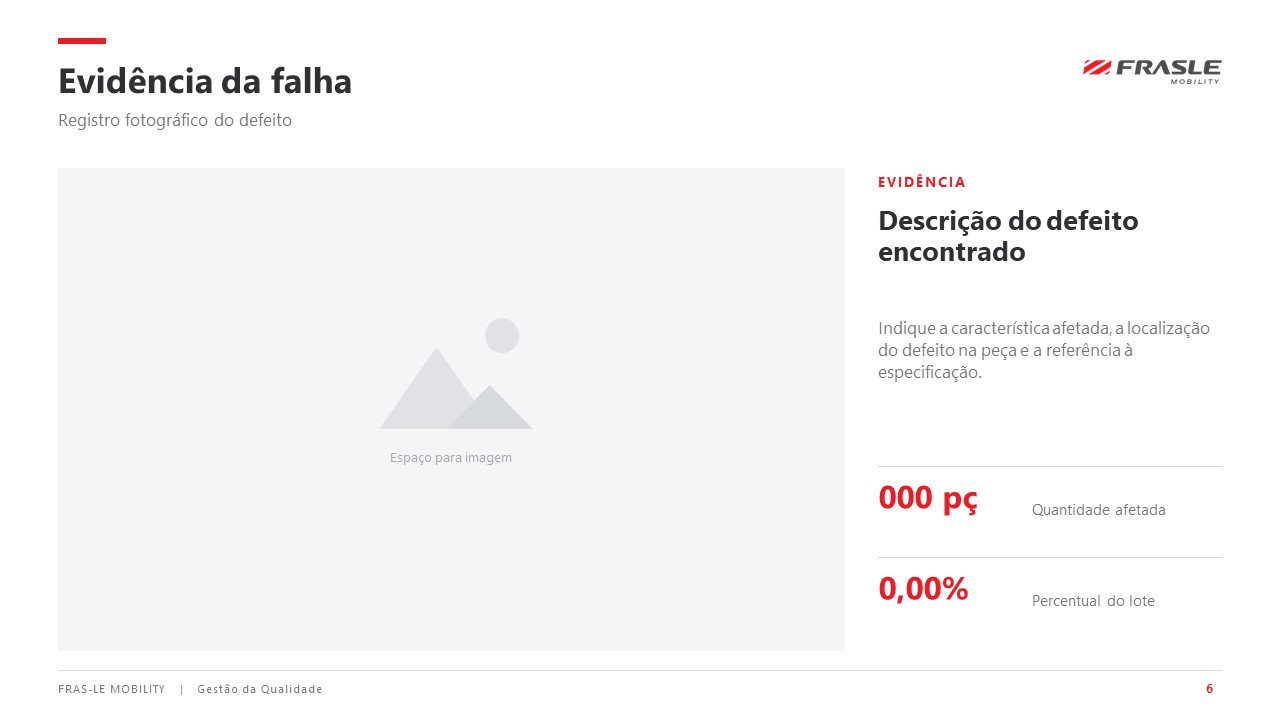 Evidência da falha
Registro fotográfico do defeito
FRASLE
MOBILITY
Espaço para imagem
EVIDÊNCIA
Descrição do defeito
encontrado
Indique a característica afetada, a localização
do defeito na peça e a referência à
especificação.
000 pç
Quantidade afetada
0,00%
Percentual do lote
FRAS-LE MOBILITY | Gestão da Qualidade
6